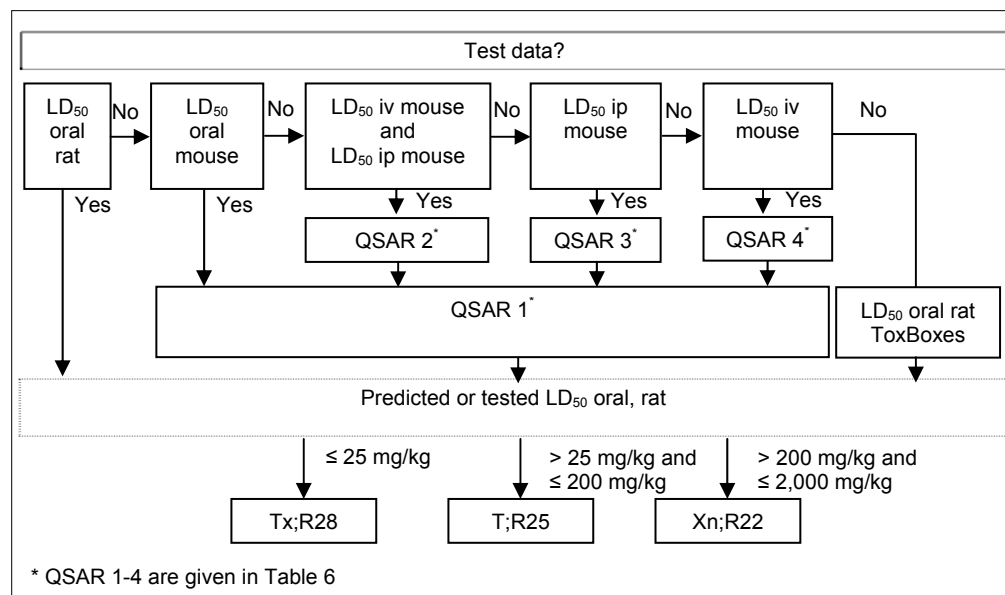 Test data?
LD₅₀
oral
rat
No
LD₅₀
oral
mouse
No
LD₅₀ iv mouse
and
LD₅₀ ip mouse
No
LD₅₀ ip
mouse
No
LD₅₀ iv
mouse
No
Yes
Yes
Yes
Yes
Yes
QSAR 2*
QSAR 3*
QSAR 4*
QSAR 1*
LD₅₀ oral rat
ToxBoxes
Predicted or tested LD₅₀ oral, rat
≤ 25 mg/kg
> 25 mg/kg and
≤ 200 mg/kg
> 200 mg/kg and
≤ 2,000 mg/kg
Tx;R28
T;R25
Xn;R22
* QSAR 1-4 are given in Table 6